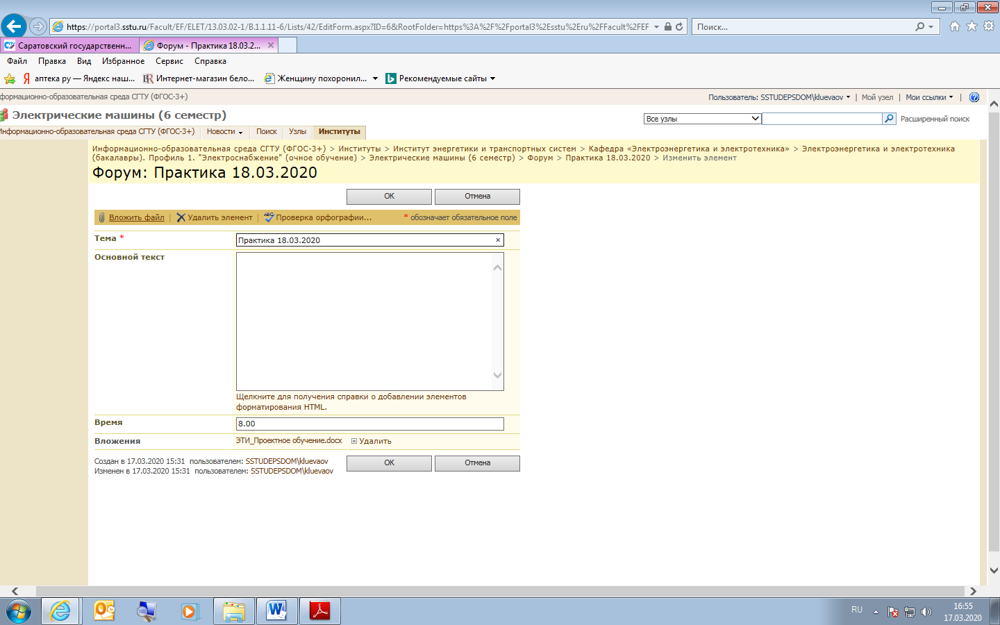 https://portal3.sstu.ru/Facult/EF/ELET/13.03.02-1/B.1.1.11-6/Lists/42/EditForm.aspx?ID=6&RootFolder=https%3A%2F%2Fportal3%2Esstu%2Eru%2FFacult%2FEF
Поиск...
Саратовский государственн...
Форум - Практика 18.03.2...
Файл Правка Вид Избранное Сервис Справка
аптека ру — Яндекс наш... Интернет-магазин бело... Женщину похоронил... Рекомендуемые сайты
формационно-образовательная среда СГТУ (ФГОС-3+)
Пользователь: SSTUDEPSDOM\kluevaov | Мой узел | Мои ссылки |
Электрические машины (6 семестр)
Все узлы
Расширенный поиск
Информационно-образовательная среда СГТУ (ФГОС-3+) Новости Поиск Узлы Институты
Информационно-образовательная среда СГТУ (ФГОС-3+) > Институты > Институт энергетики и транспортных систем > Кафедра «Электроэнергетика и электротехника» > Электроэнергетика и электротехника
(бакалавры). Профиль 1. "Электроснабжение" (очное обучение) > Электрические машины (6 семестр) > Форум > Практика 18.03.2020 > Изменить элемент
Форум: Практика 18.03.2020
ОК Отмена
Вложить файл | Удалить элемент | Проверка орфографии... * обозначает обязательное поле
Тема *
Практика 18.03.2020
Основной текст
Щелкните для получения справки о добавлении элементов
форматирования HTML.
Время
8.00
Вложения
ЭТИ_Проектное обучение.docx Удалить
Создан в 17.03.2020 15:31 пользователем: SSTUDEPSDOM\kluevaov
Изменен в 17.03.2020 15:31 пользователем: SSTUDEPSDOM\kluevaov
ОК Отмена
RU
16:55
17.03.2020